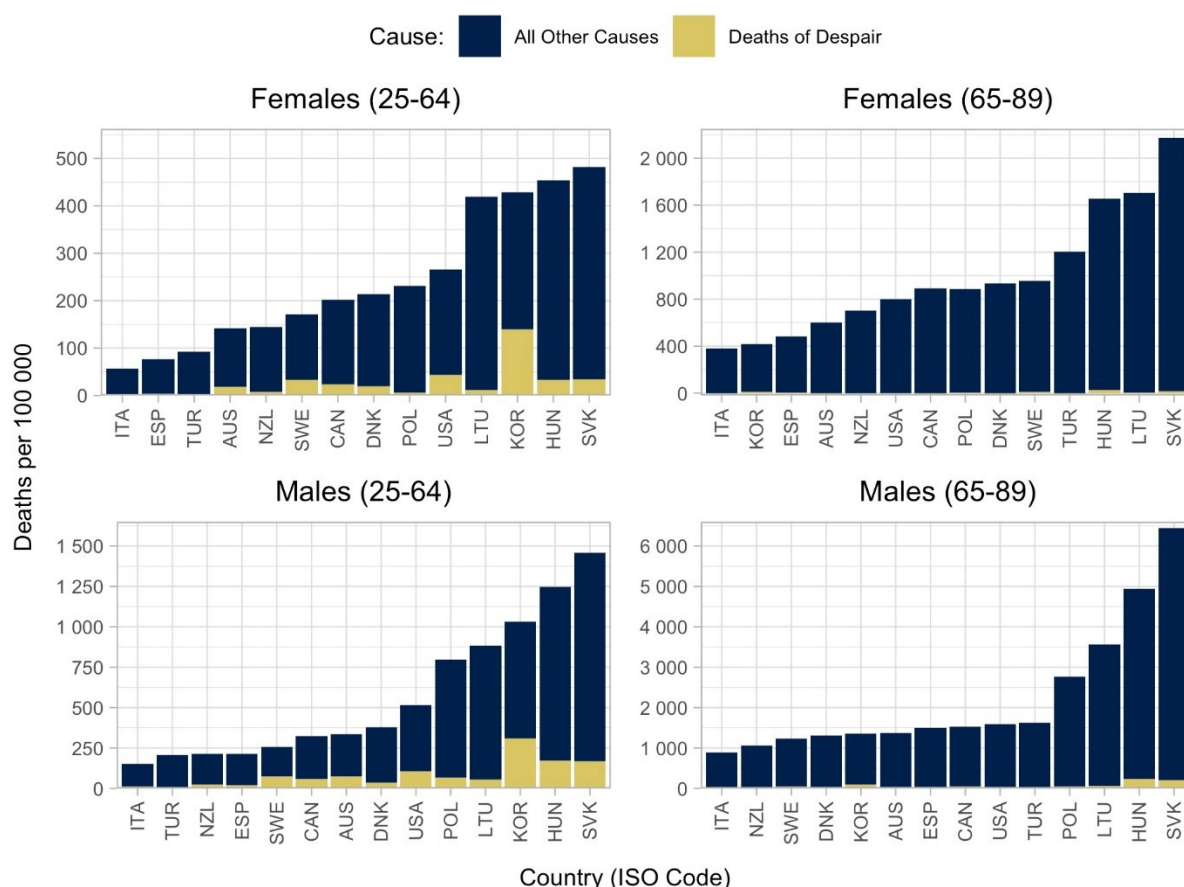 Cause: All Other Causes Deaths of Despair
Females (25-64)
500
400
300
200
100
0
ITA ESP TUR AUS NZL SWE CAN DNK POL USA LTU KOR HUN SVK
Females (65-89)
2 000
1 600
1 200
800
400
0
ITA KOR ESP AUS NZL USA CAN POL DNK SWE TUR HUN LTU SVK
Deaths per 100 000
Males (25-64)
1 500
1 250
1 000
750
500
250
0
ITA TUR NZL ESP SWE CAN AUS DNK USA POL LTU KOR HUN SVK
Males (65-89)
6 000
5 000
4 000
3 000
2 000
1 000
0
ITA NZL SWE DNK KOR AUS ESP CAN USA TUR POL LTU HUN SVK
Country (ISO Code)